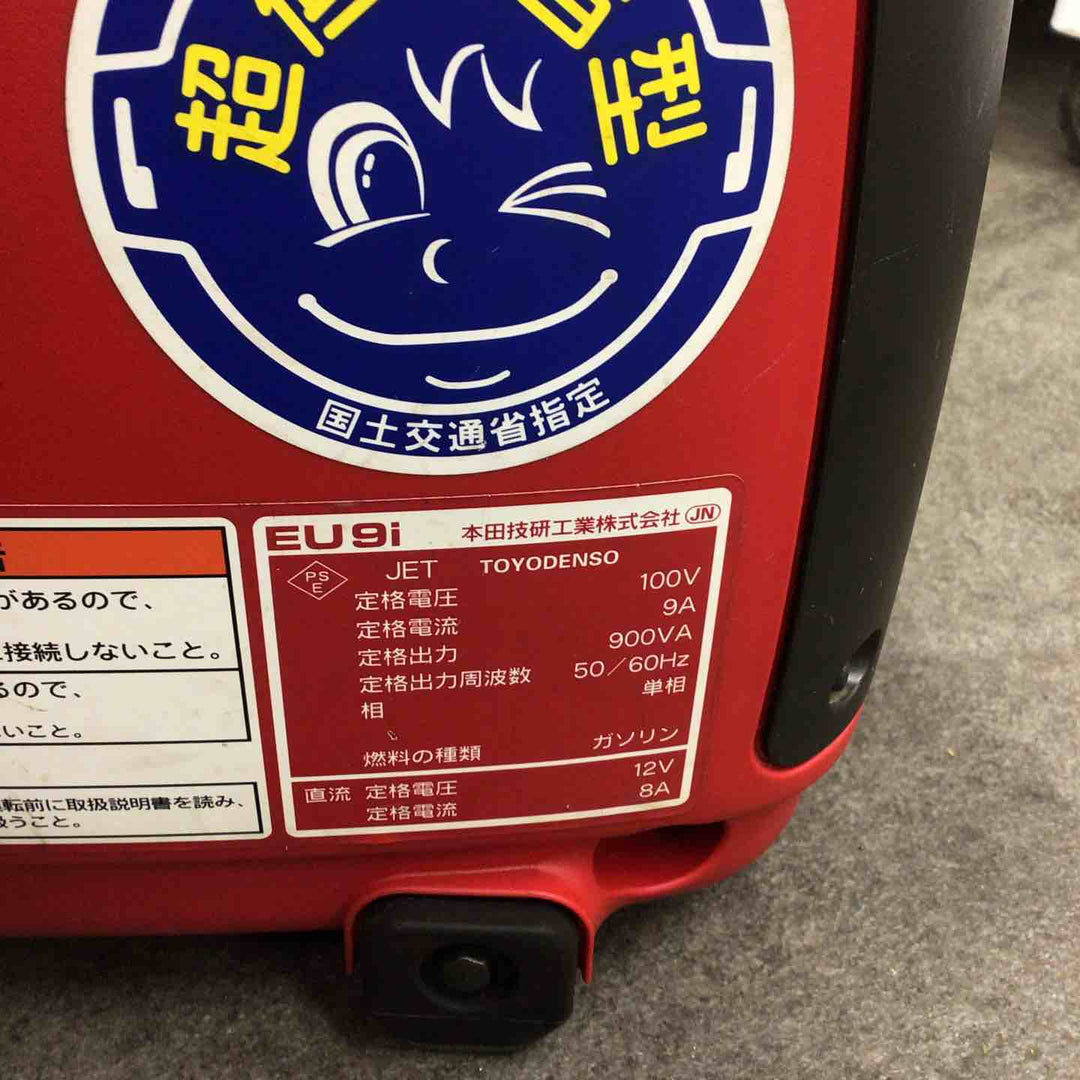 超低
型
国土交通省指定
EU9i 本田技研工業株式会社 JN
PSE JET TOYODENSO
定格電圧 100V
定格電流 9A
定格出力 900VA
定格出力周波数 50／60Hz
相 単相
燃料の種類 ガソリン
直流 定格電圧 12V
定格電流 8A
があるので、
接続しないこと。
るので、
いこと。
転前に取扱説明書を読み、
扱うこと。